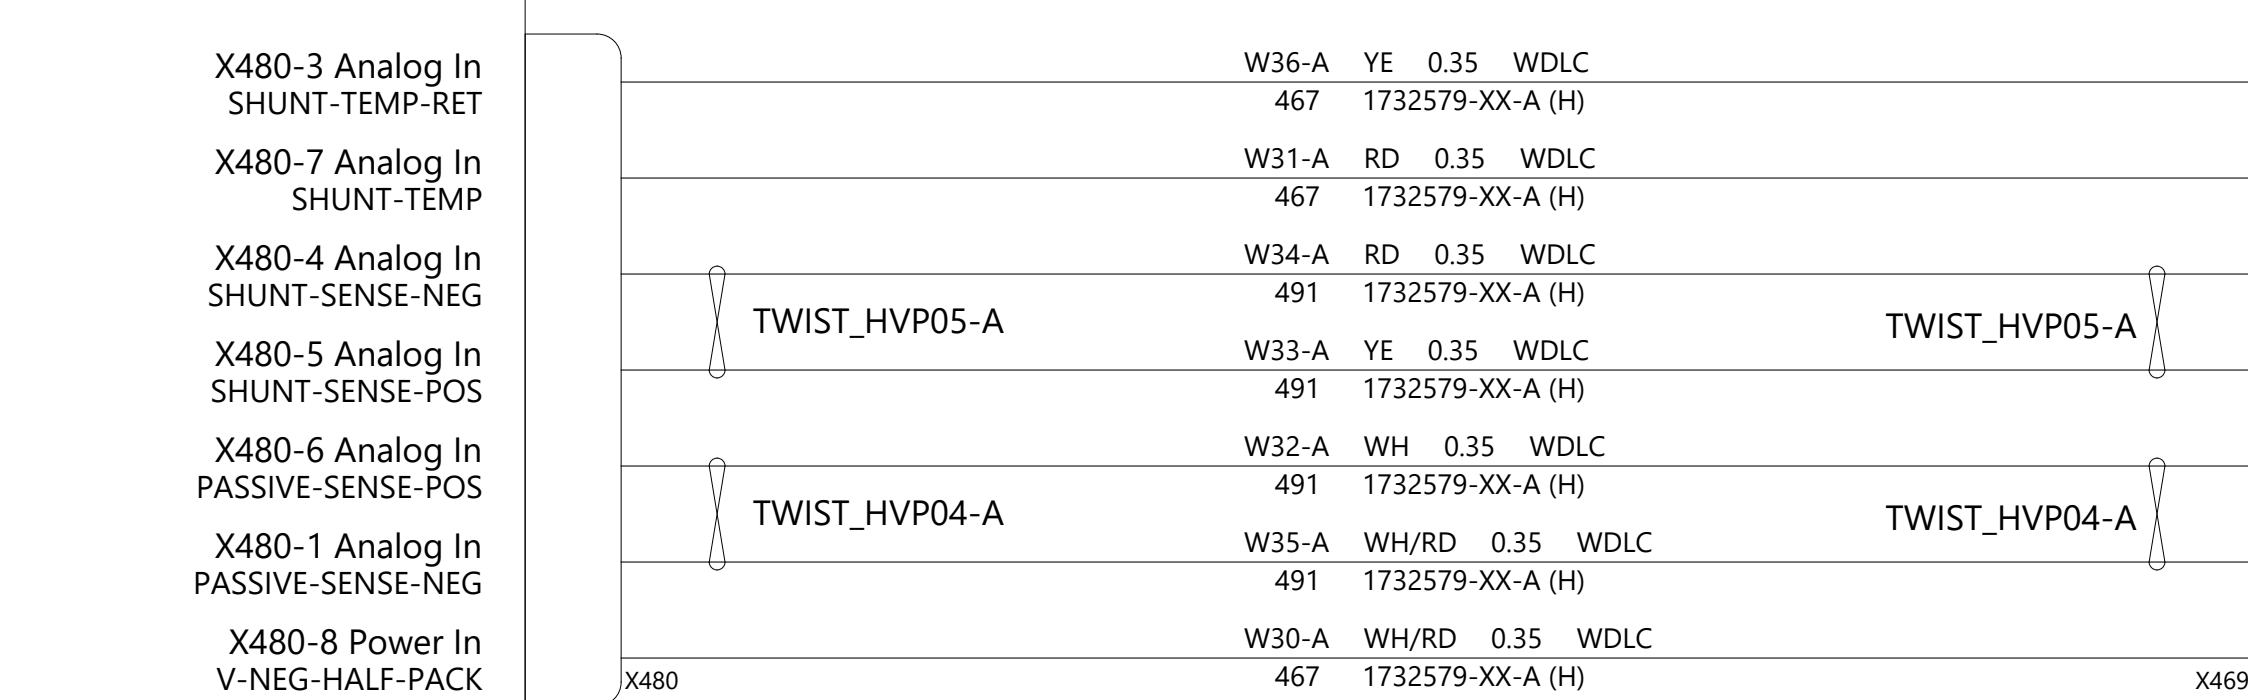 X480-3 Analog In
SHUNT-TEMP-RET
W36-A YE 0.35 WDLC
467 1732579-XX-A (H)
X480-7 Analog In
SHUNT-TEMP
W31-A RD 0.35 WDLC
467 1732579-XX-A (H)
X480-4 Analog In
SHUNT-SENSE-NEG
W34-A RD 0.35 WDLC
491 1732579-XX-A (H)
TWIST_HVP05-A
TWIST_HVP05-A
X480-5 Analog In
SHUNT-SENSE-POS
W33-A YE 0.35 WDLC
491 1732579-XX-A (H)
X480-6 Analog In
PASSIVE-SENSE-POS
W32-A WH 0.35 WDLC
491 1732579-XX-A (H)
TWIST_HVP04-A
TWIST_HVP04-A
X480-1 Analog In
PASSIVE-SENSE-NEG
W35-A WH/RD 0.35 WDLC
491 1732579-XX-A (H)
X480-8 Power In
V-NEG-HALF-PACK
W30-A WH/RD 0.35 WDLC
467 1732579-XX-A (H)
X480
X469